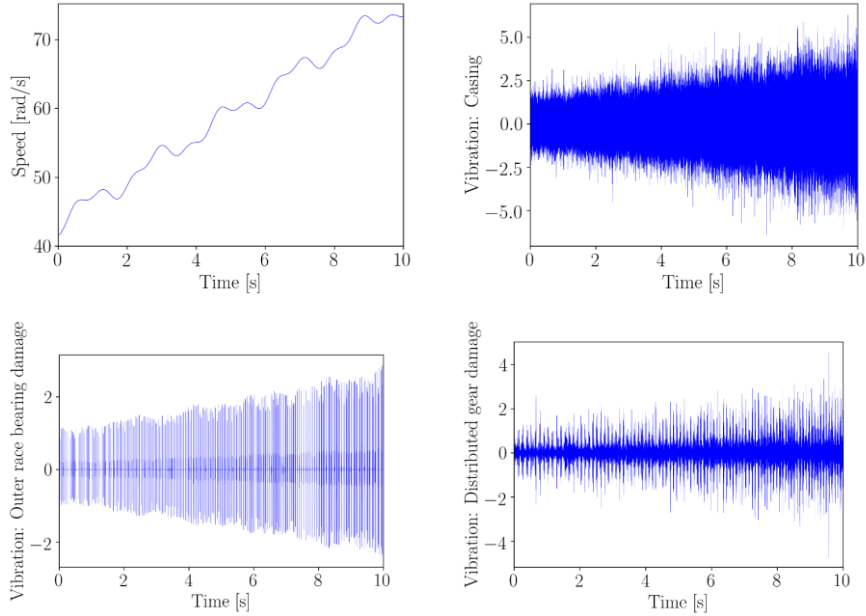 70
60
50
40
Speed [rad/s]
0 2 4 6 8 10
Time [s]
5.0
2.5
0.0
−2.5
−5.0
Vibration: Casing
0 2 4 6 8 10
Time [s]
2
0
−2
Vibration: Outer race bearing damage
0 2 4 6 8 10
Time [s]
4
2
0
−2
−4
Vibration: Distributed gear damage
0 2 4 6 8 10
Time [s]